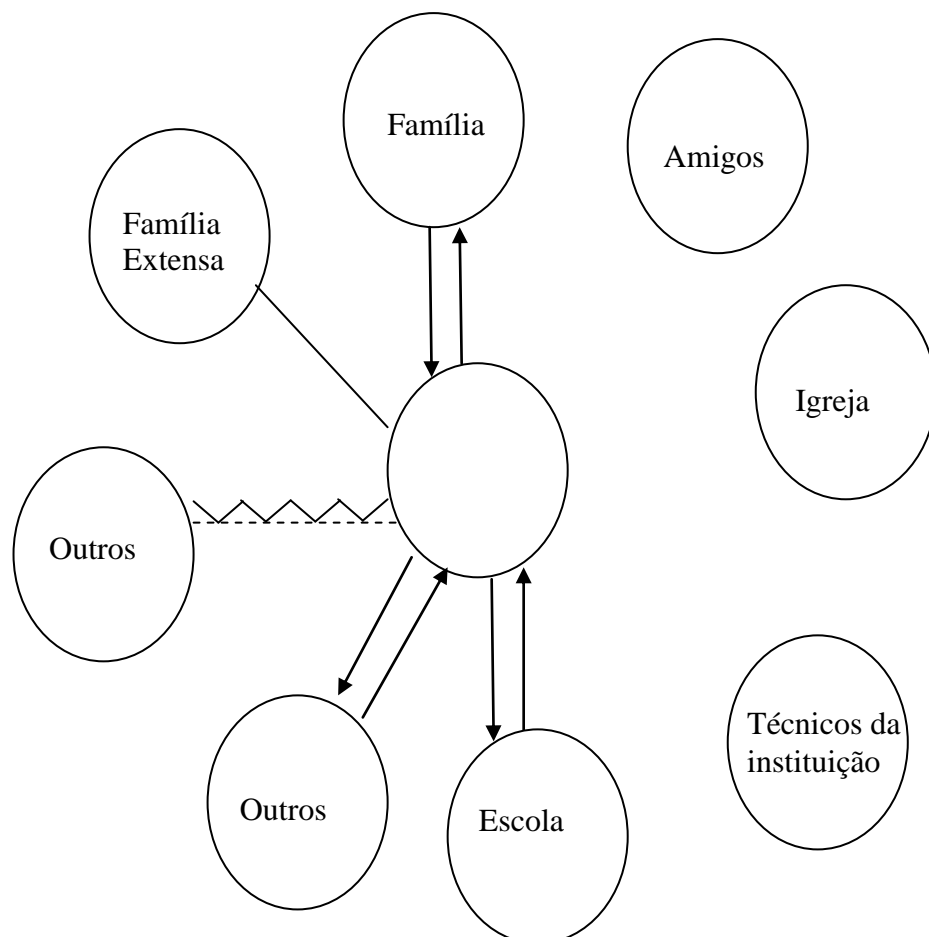 Família
Amigos
Família
Extensa
Igreja
Outros
Técnicos da
instituição
Outros
Escola